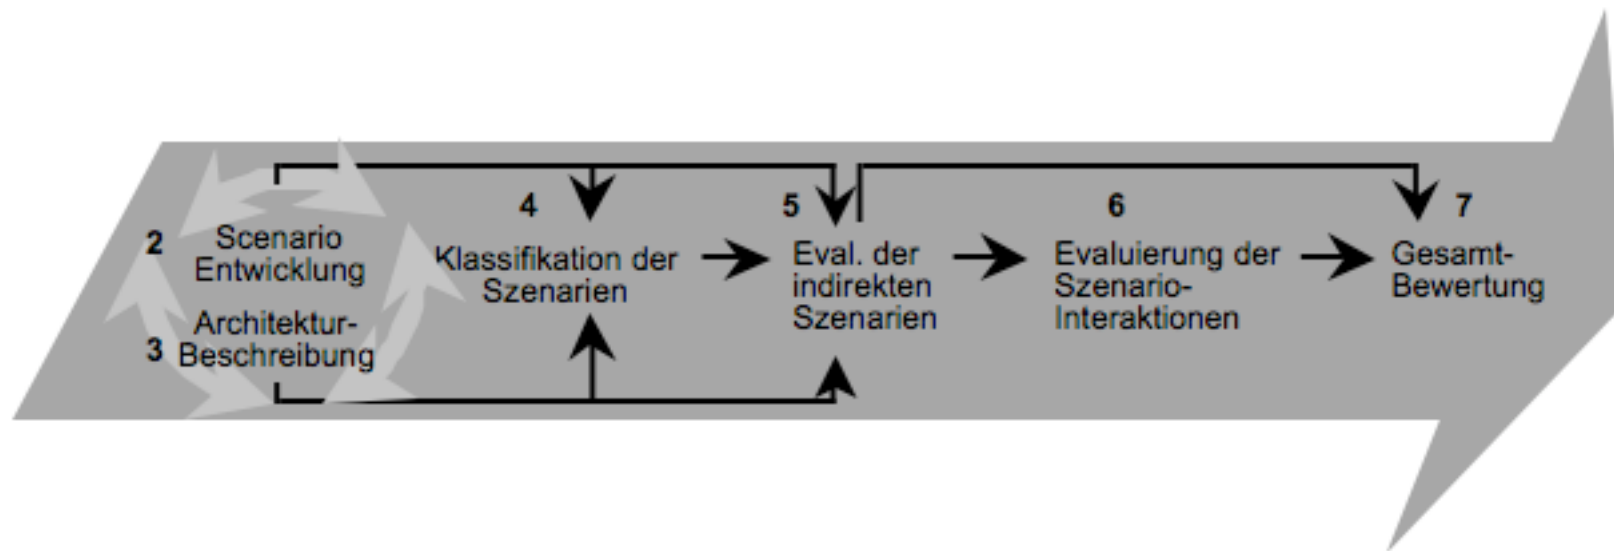 2
Scenario
Entwicklung
3
Architektur-
Beschreibung
4
Klassifikation der
Szenarien
5
Eval. der
indirekten
Szenarien
6
Evaluierung der
Szenario-
Interaktionen
7
Gesamt-
Bewertung